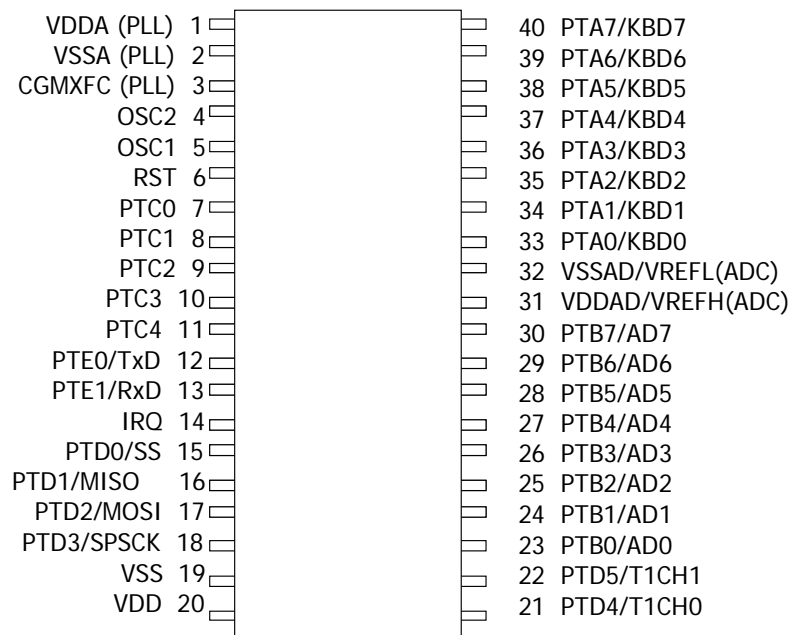 VDDA (PLL) 1
VSSA (PLL) 2
CGMXFC (PLL) 3
OSC2 4
OSC1 5
RST 6
PTC0 7
PTC1 8
PTC2 9
PTC3 10
PTC4 11
PTE0/TxD 12
PTE1/RxD 13
IRQ 14
PTD0/SS 15
PTD1/MISO 16
PTD2/MOSI 17
PTD3/SPSCK 18
VSS 19
VDD 20
40 PTA7/KBD7
39 PTA6/KBD6
38 PTA5/KBD5
37 PTA4/KBD4
36 PTA3/KBD3
35 PTA2/KBD2
34 PTA1/KBD1
33 PTA0/KBD0
32 VSSAD/VREFL(ADC)
31 VDDAD/VREFH(ADC)
30 PTB7/AD7
29 PTB6/AD6
28 PTB5/AD5
27 PTB4/AD4
26 PTB3/AD3
25 PTB2/AD2
24 PTB1/AD1
23 PTB0/AD0
22 PTD5/T1CH1
21 PTD4/T1CH0